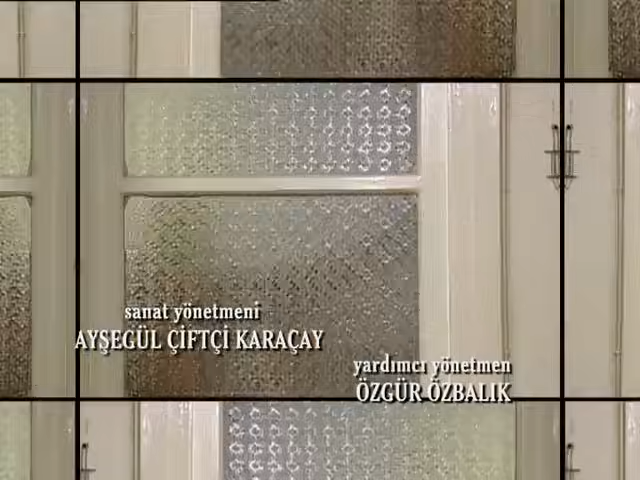 sanat yönetmeni
AYŞEGÜL ÇİFTÇİ KARAÇAY
yardımcı yönetmen
ÖZGÜR ÖZBALIK